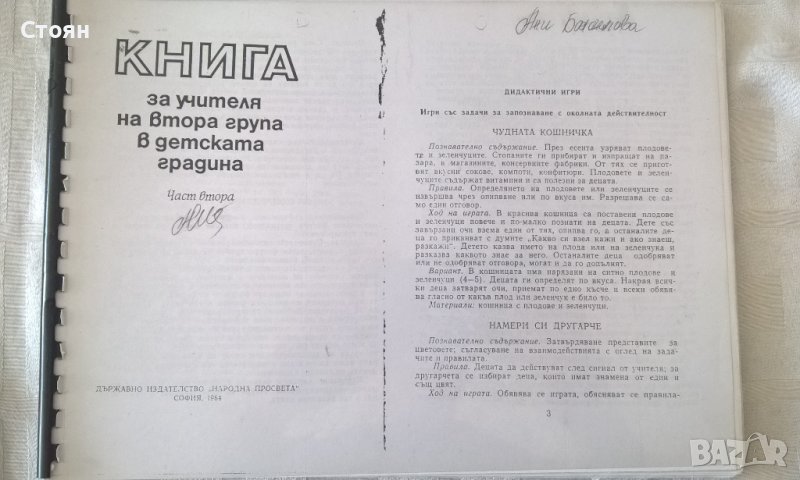 Стоян
КНИГА
за учителя
на втора група
в детската
градина
Част втора
ДЪРЖАВНО ИЗДАТЕЛСТВО „НАРОДНА ПРОСВЕТА"
СОФИЯ, 1984
Ани
ДИДАКТИЧНИ ИГРИ
Игри със задачи за запознаване с околната действителност
ЧУДНАТА КОШНИЧКА
Познавателно съдържание. През есента узряват плодове-
те и зеленчуците. Стопаните ги прибират и изпращат на па-
зара, в магазините, консервните фабрики. От тях се пригот-
вят вкусни сокове, компоти, конфитюри. Плодовете и зелен-
чуците съдържат витамини и са полезни за децата.
Правила. Определянето на плодовете или зеленчуците се
извършва чрез опипване или по вкуса им. Разрешава се са-
мо един отговор.
Ход на играта. В красива кошница са поставени плодове
и зеленчуци повече и по-малко познати на децата. Дете със
завързани очи взема един от тях, опипва го, а останалите де-
ца го приканват с думите „Какво си взел кажи и ако знаеш,
разкажи". Детето казва името на плода или на зеленчука и
разказва каквото знае за него. Останалите деца одобряват
или не одобряват отговора, могат и да го допълнят.
Вариант. В кошницата има нарязани на ситно плодове и
зеленчуци (4—5). Децата ги определят по вкуса. Накрая всич-
ки деца затварят очи, приемат по едно късче и всеки обявя-
ва гласно от какъв плод или зеленчук е било то.
Материали: кошница с плодове и зеленчуци.
НАМЕРИ СИ ДРУГАРЧЕ
Познавателно съдържание. Затвърдяване представите за
цветовете; съгласуване на взаимодействията с оглед на зада-
чите и правилата.
Правила. Децата да действуват след сигнал от учителя; за
другарчета се избират деца, които имат знамена от един и
същ цвят.
Ход на играта. Обявява се играта, обясняват се правила-
3
BAZAR